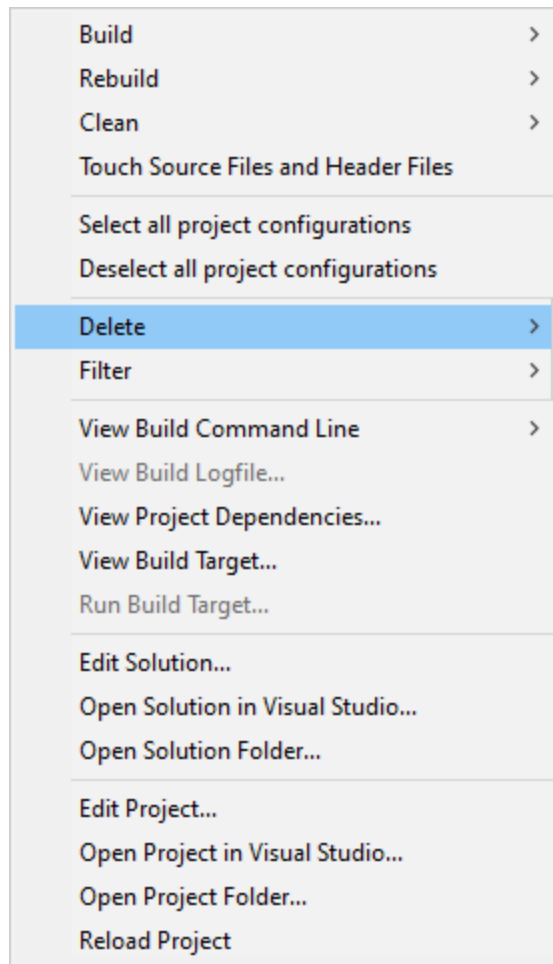 Build
Rebuild
Clean
Touch Source Files and Header Files
Select all project configurations
Deselect all project configurations
Delete
Filter
View Build Command Line
View Build Logfile...
View Project Dependencies...
View Build Target...
Run Build Target...
Edit Solution...
Open Solution in Visual Studio...
Open Solution Folder...
Edit Project...
Open Project in Visual Studio...
Open Project Folder...
Reload Project